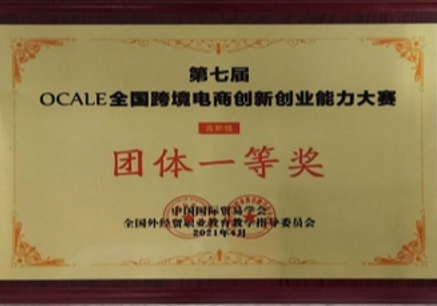 第七届
OCALE全国跨境电商创新创业能力大赛
高职组
团体一等奖
中国国际贸易学会
全国外经贸职业教育教学指导委员会
2021年4月